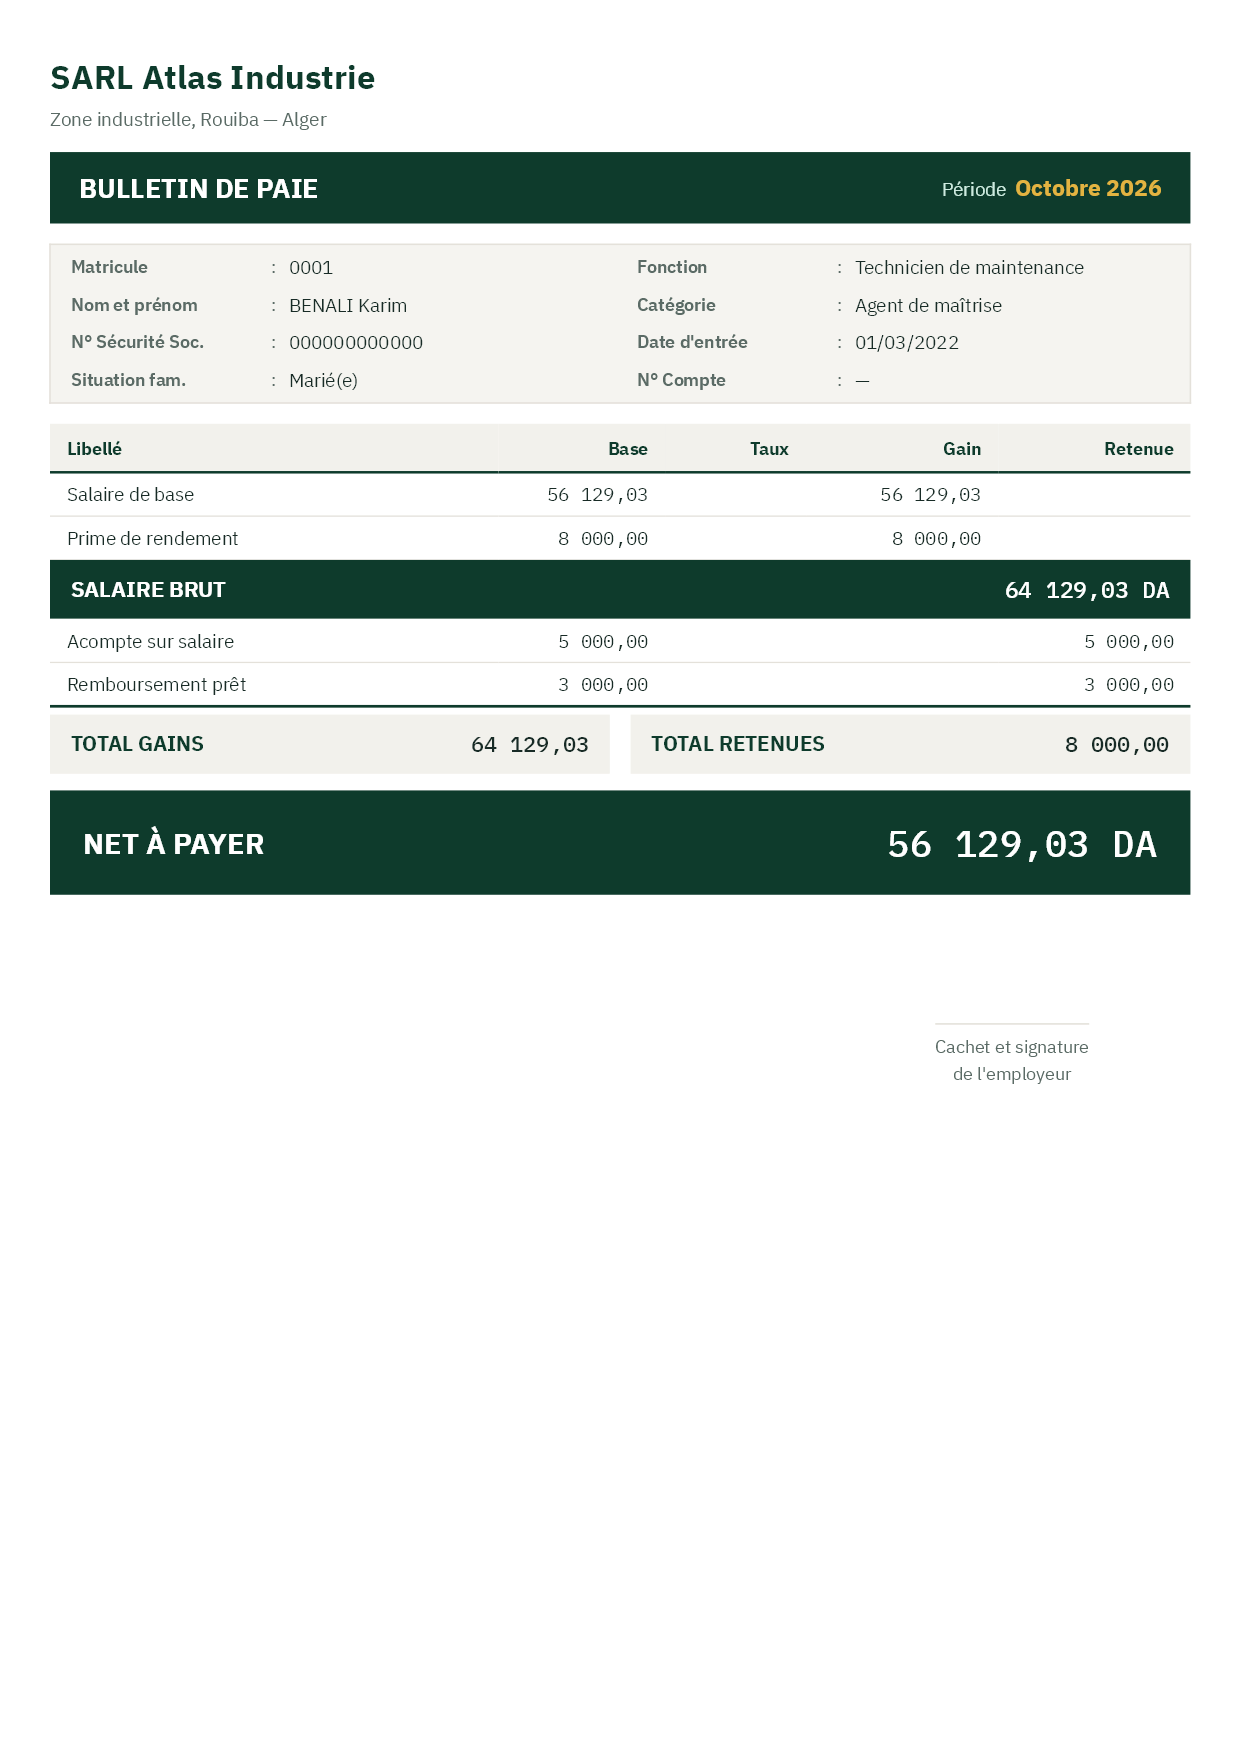 SARL Atlas Industrie
Zone industrielle, Rouiba — Alger
BULLETIN DE PAIE Période Octobre 2026
Matricule : 0001 Fonction : Technicien de maintenance
Nom et prénom : BENALI Karim Catégorie : Agent de maîtrise
N° Sécurité Soc. : 000000000000 Date d'entrée : 01/03/2022
Situation fam. : Marié(e) N° Compte : —
Libellé Base Taux Gain Retenue
Salaire de base 56 129,03 56 129,03
Prime de rendement 8 000,00 8 000,00
SALAIRE BRUT 64 129,03 DA
Acompte sur salaire 5 000,00 5 000,00
Remboursement prêt 3 000,00 3 000,00
TOTAL GAINS 64 129,03 TOTAL RETENUES 8 000,00
NET À PAYER 56 129,03 DA
Cachet et signature
de l'employeur